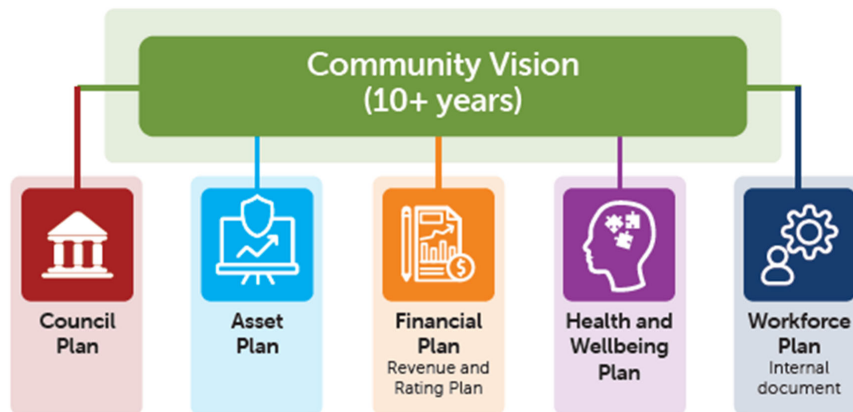 Community Vision
(10+ years)
Council
Plan
Asset
Plan
Financial
Plan
Revenue and
Rating Plan
Health and
Wellbeing
Plan
Workforce
Plan
Internal
document
$